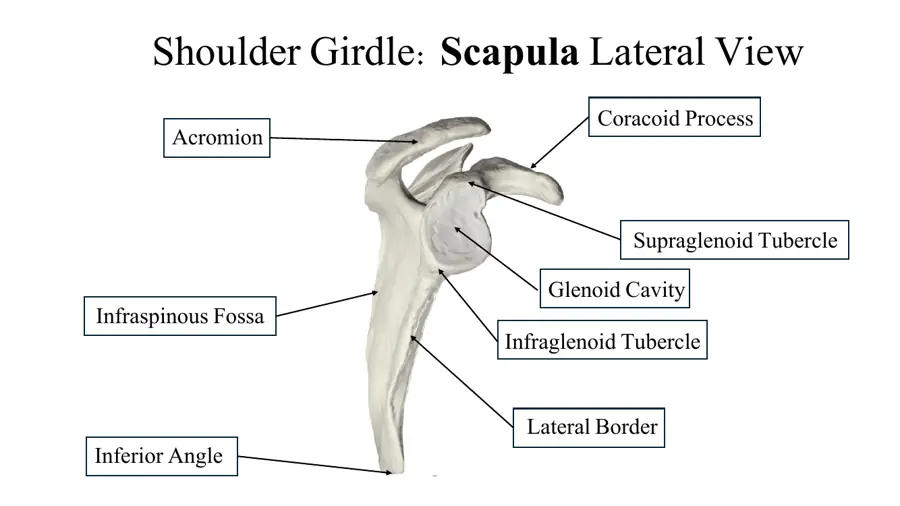 Shoulder Girdle: Scapula Lateral View
Acromion
Coracoid Process
Supraglenoid Tubercle
Glenoid Cavity
Infraspinous Fossa
Infraglenoid Tubercle
Lateral Border
Inferior Angle